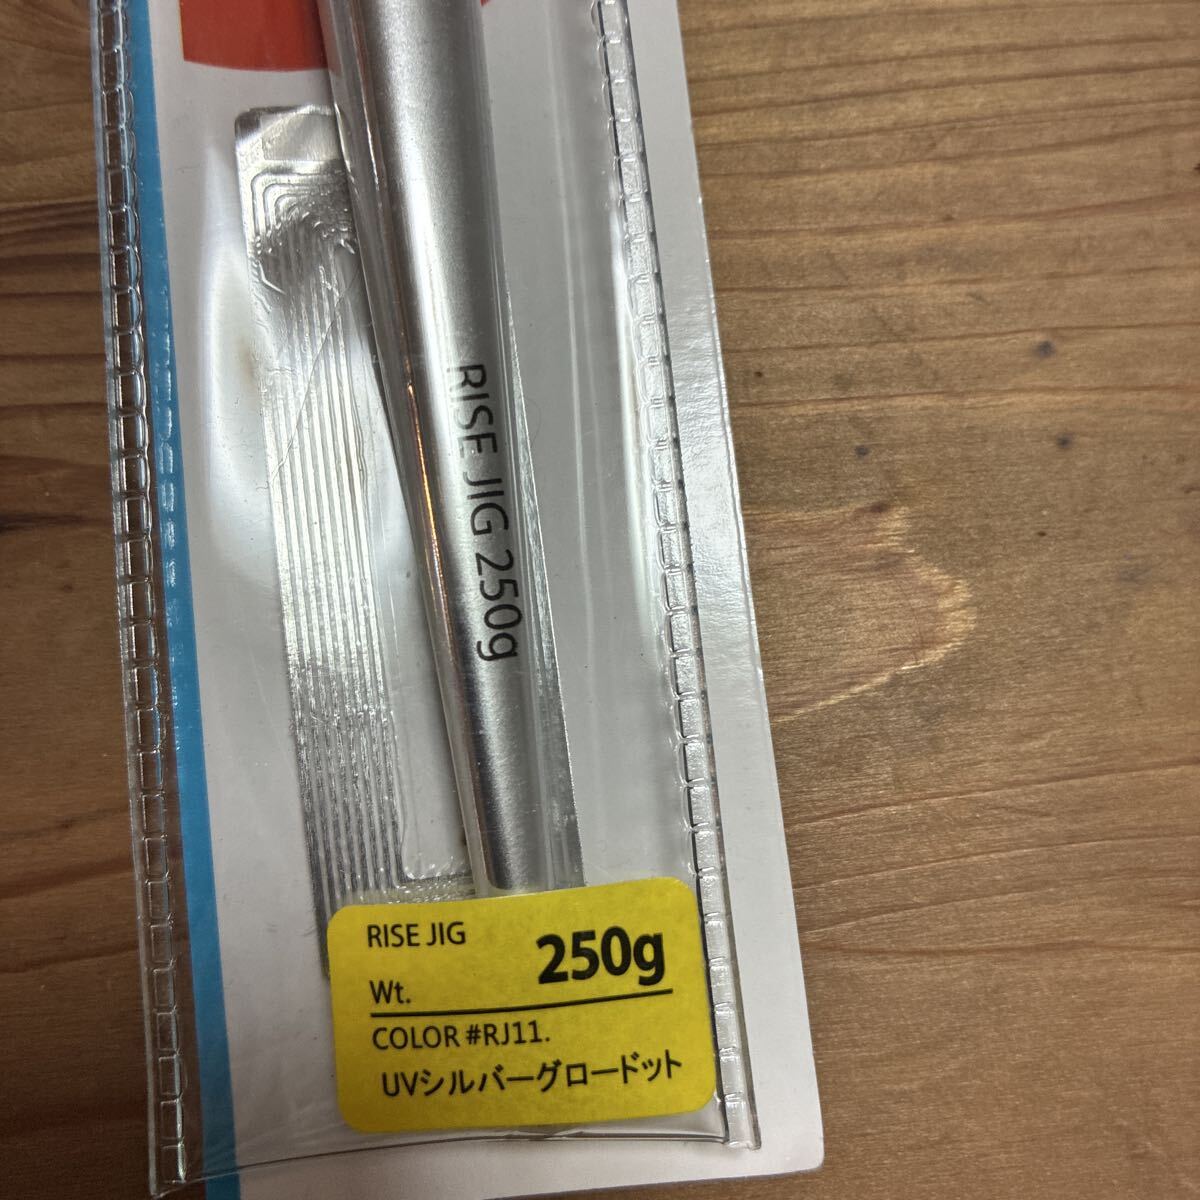 RISE JIG 250g
RISE JIG
Wt. 250g
COLOR #RJ11.
UVシルバーグロードット